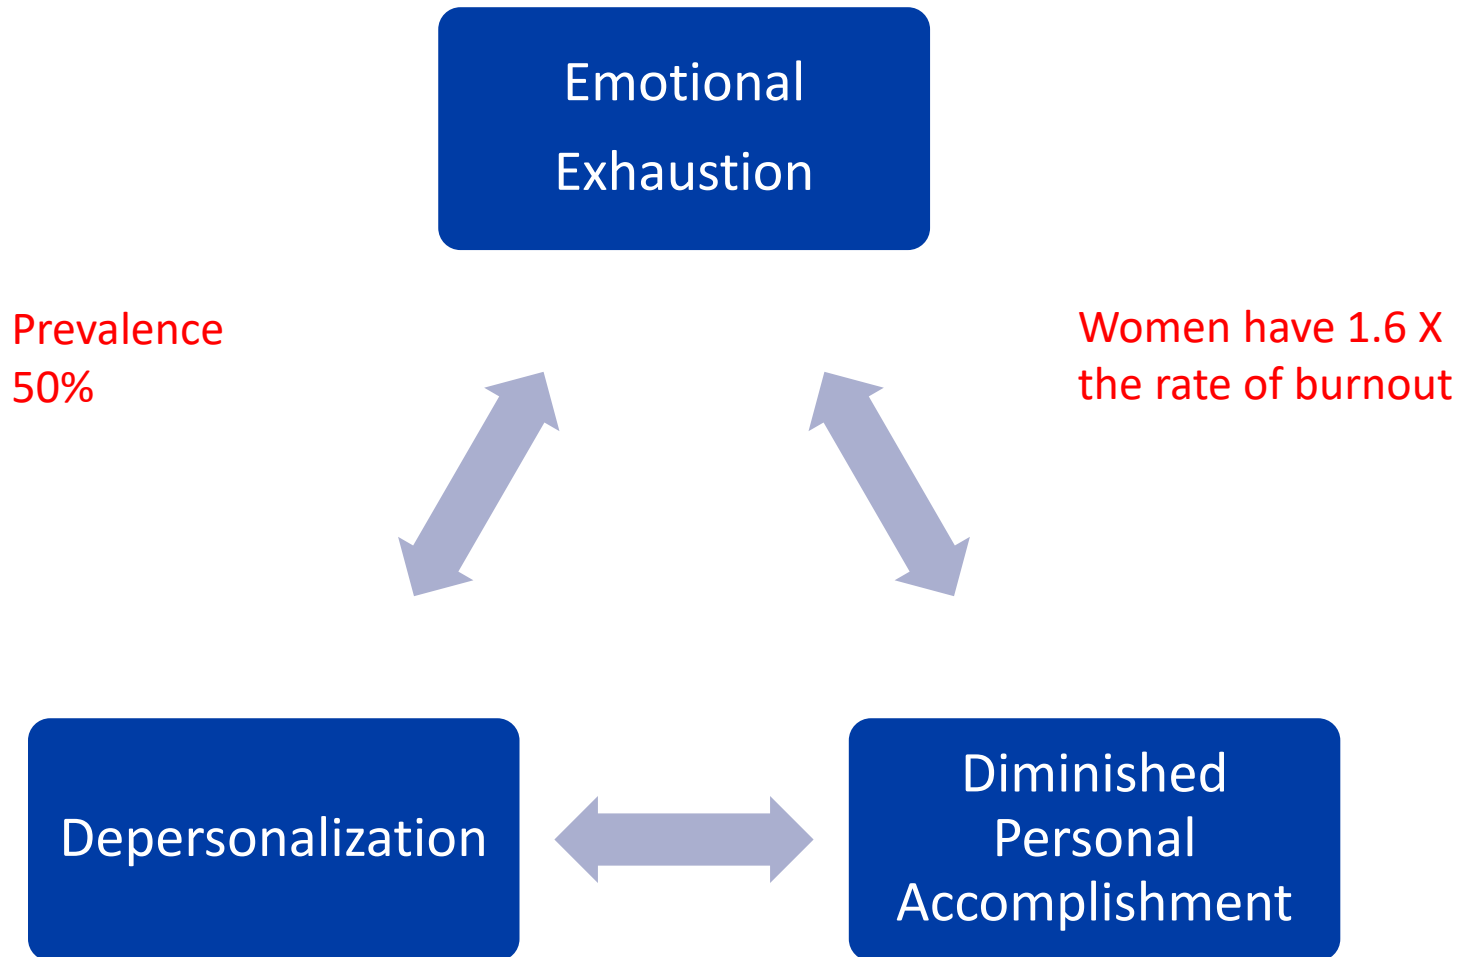 Emotional
Exhaustion
Prevalence
50%
Women have 1.6 X
the rate of burnout
Depersonalization
Diminished
Personal
Accomplishment